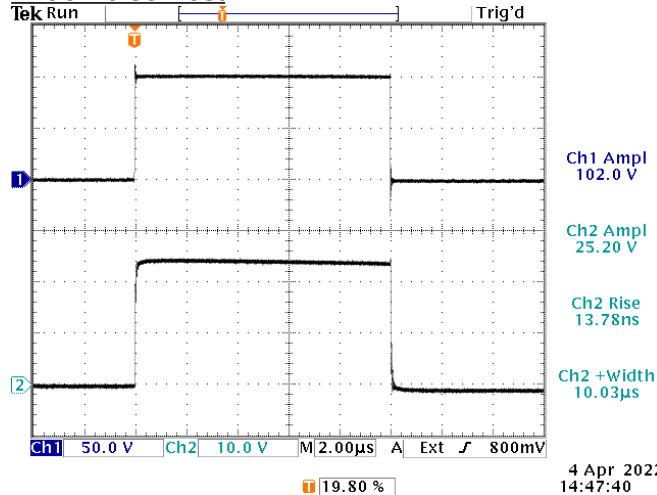 Tek Run Trig'd
T
T
1
Ch1 Ampl
102.0 V
Ch2 Ampl
25.20 V
Ch2 Rise
13.78ns
Ch2 +Width
10.03µs
2
Ch1 50.0 V Ch2 10.0 V M 2.00µs A Ext 800mV
T 19.80 %
4 Apr 2022
14:47:40